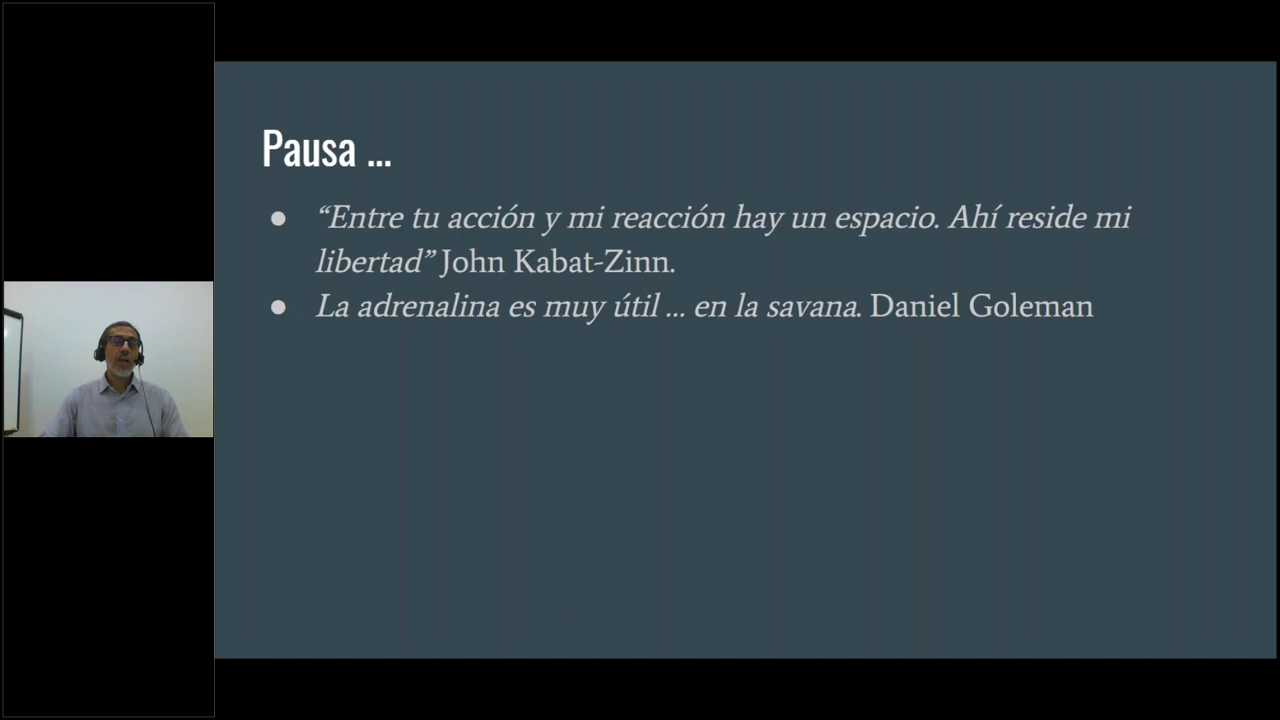 Pausa ...
● “Entre tu acción y mi reacción hay un espacio. Ahí reside mi
libertad” John Kabat-Zinn.
● La adrenalina es muy útil ... en la savana. Daniel Goleman